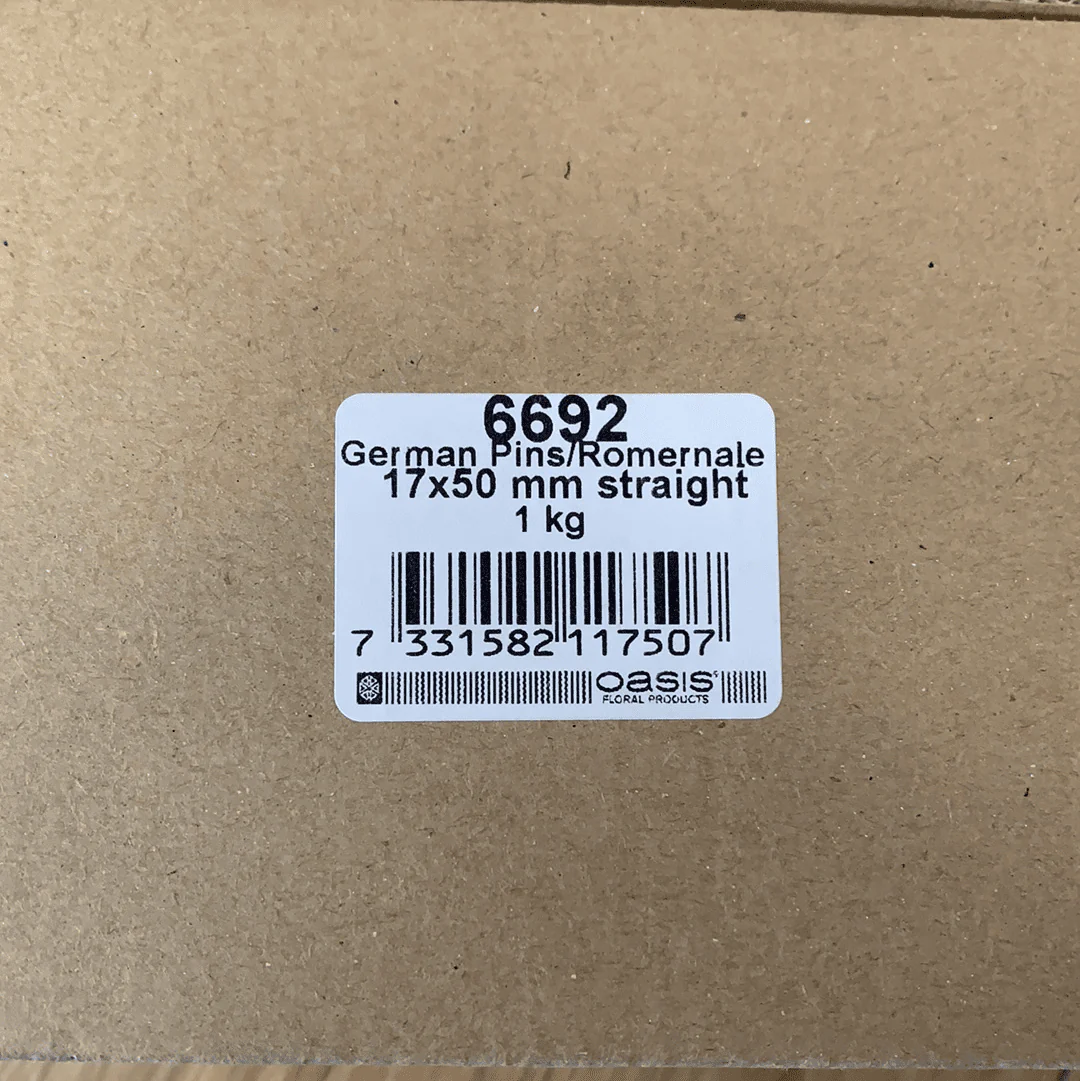 6692
German Pins/Romernale
17x50 mm straight
1 kg
7 331582 117507
oasis
FLORAL PRODUCTS